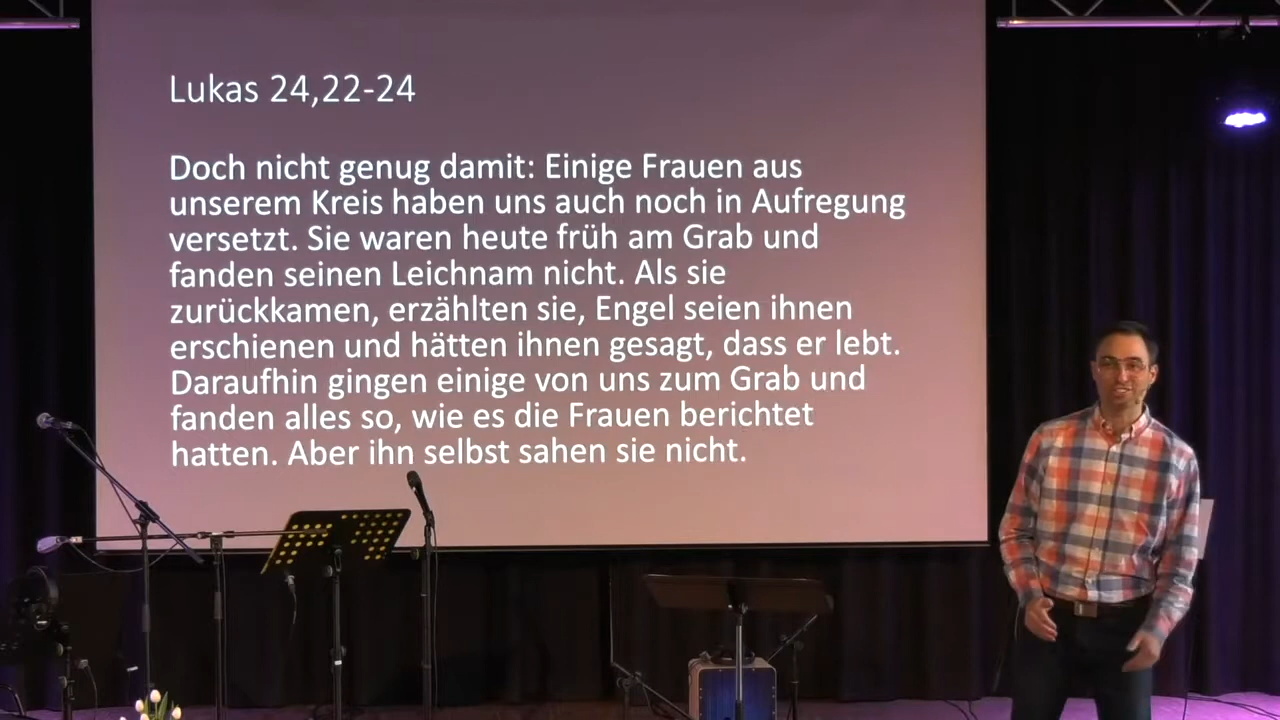 Lukas 24,22-24
Doch nicht genug damit: Einige Frauen aus
unserem Kreis haben uns auch noch in Aufregung
versetzt. Sie waren heute früh am Grab und
fanden seinen Leichnam nicht. Als sie
zurückkamen, erzählten sie, Engel seien ihnen
erschienen und hätten ihnen gesagt, dass er lebt.
Daraufhin gingen einige von uns zum Grab und
fanden alles so, wie es die Frauen berichtet
hatten. Aber ihn selbst sahen sie nicht.